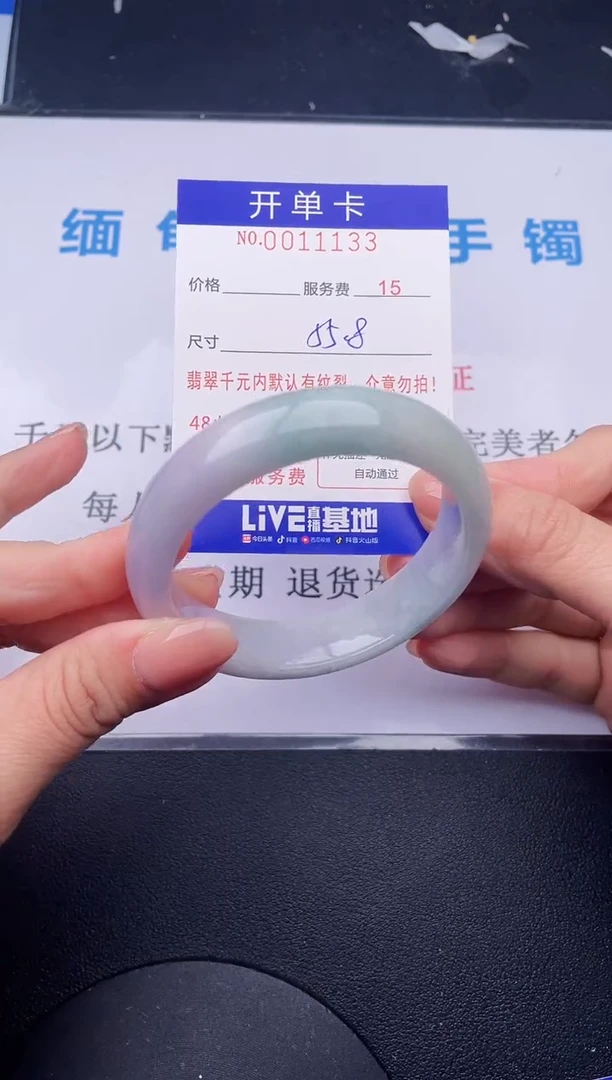 开单卡
NO.0011133
缅 手镯
价格 服务费 15
尺寸 55.8
翡翠千元内默认有纹裂,介意勿拍!
证
48
以下 完美者
服务费 自动通过
每人
LiVE直播基地
今日头条 抖音 西瓜视频 抖音火山版
期 退货